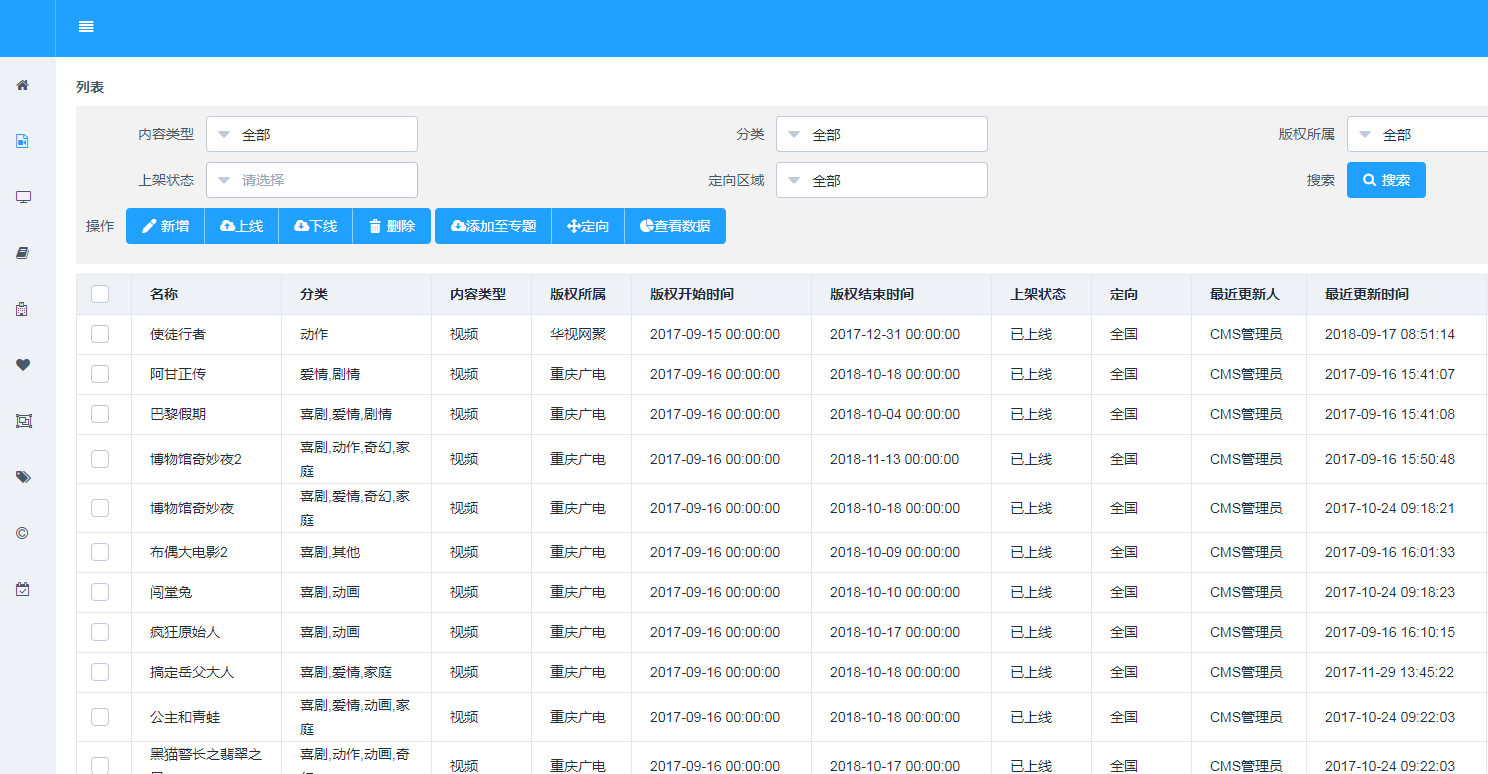 列表
内容类型 全部 分类 全部 版权所属 全部
上架状态 请选择 定向区域 全部 搜索 搜索
操作 新增 上线 下线 删除 添加至专题 定向 查看数据
名称 分类 内容类型 版权所属 版权开始时间 版权结束时间 上架状态 定向 最近更新人 最近更新时间
使徒行者 动作 视频 华视网聚 2017-09-15 00:00:00 2017-12-31 00:00:00 已上线 全国 CMS管理员 2018-09-17 08:51:14
阿甘正传 爱情,剧情 视频 重庆广电 2017-09-16 00:00:00 2018-10-18 00:00:00 已上线 全国 CMS管理员 2017-09-16 15:41:07
巴黎假期 喜剧,爱情,剧情 视频 重庆广电 2017-09-16 00:00:00 2018-10-04 00:00:00 已上线 全国 CMS管理员 2017-09-16 15:41:08
博物馆奇妙夜2 喜剧,动作,奇幻,家 视频 重庆广电 2017-09-16 00:00:00 2018-11-13 00:00:00 已上线 全国 CMS管理员 2017-09-16 15:50:48
庭
博物馆奇妙夜 喜剧,爱情,奇幻,家 视频 重庆广电 2017-09-16 00:00:00 2018-10-18 00:00:00 已上线 全国 CMS管理员 2017-10-24 09:18:21
庭
布偶大电影2 喜剧,其他 视频 重庆广电 2017-09-16 00:00:00 2018-10-09 00:00:00 已上线 全国 CMS管理员 2017-09-16 16:01:33
闯堂兔 喜剧,动画 视频 重庆广电 2017-09-16 00:00:00 2018-10-10 00:00:00 已上线 全国 CMS管理员 2017-10-24 09:18:23
疯狂原始人 喜剧,动画 视频 重庆广电 2017-09-16 00:00:00 2018-10-17 00:00:00 已上线 全国 CMS管理员 2017-09-16 16:10:15
搞定岳父大人 喜剧,爱情,家庭 视频 重庆广电 2017-09-16 00:00:00 2018-10-18 00:00:00 已上线 全国 CMS管理员 2017-11-29 13:45:22
公主和青蛙 喜剧,爱情,动画,家 视频 重庆广电 2017-09-16 00:00:00 2018-10-18 00:00:00 已上线 全国 CMS管理员 2017-10-24 09:22:03
庭
黑猫警长之翡翠之 喜剧,动作,动画,奇 视频 重庆广电 2017-09-16 00:00:00 2018-10-17 00:00:00 已上线 全国 CMS管理员 2017-10-24 09:22:03